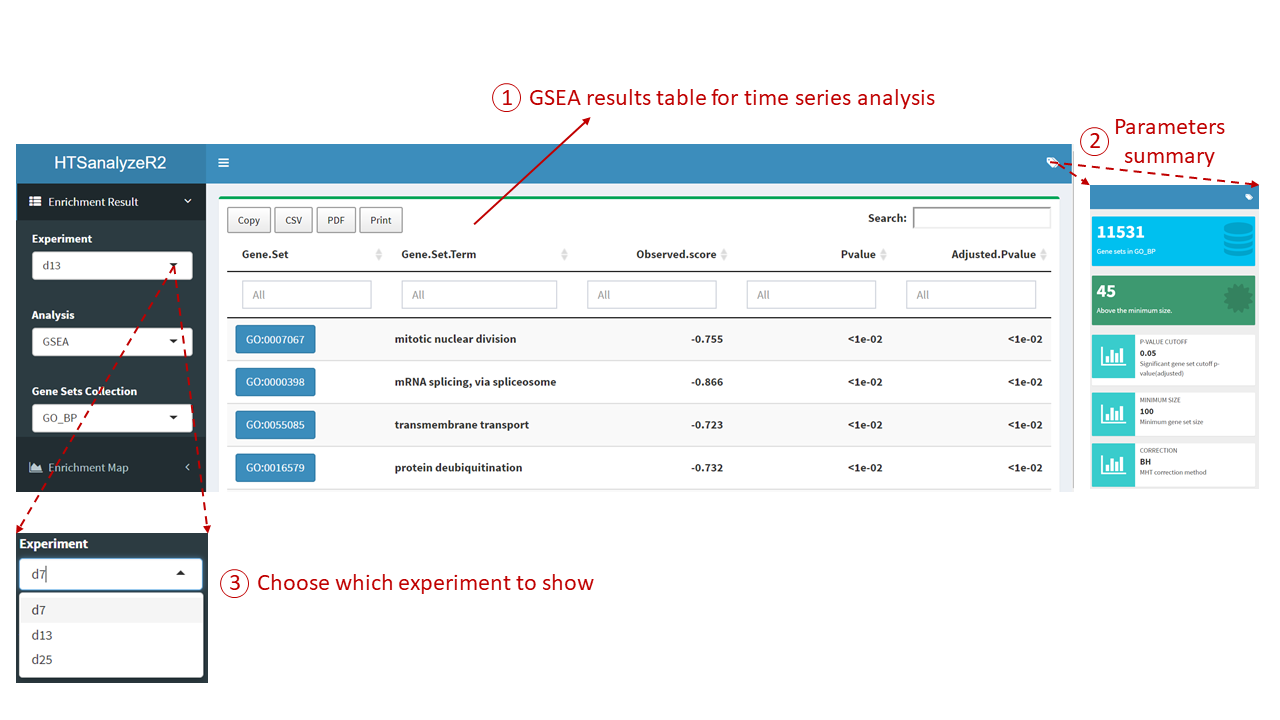 ① GSEA results table for time series analysis
② Parameters
summary
HTSanalyzeR2
Enrichment Result
Experiment
d13
Analysis
GSEA
Gene Sets Collection
GO_BP
Enrichment Map
Copy CSV PDF Print Search:
Gene.Set Gene.Set.Term Observed.score Pvalue Adjusted.Pvalue
All All All All All
GO:0007067 mitotic nuclear division -0.755 <1e-02 <1e-02
GO:0000398 mRNA splicing, via spliceosome -0.866 <1e-02 <1e-02
GO:0055085 transmembrane transport -0.723 <1e-02 <1e-02
GO:0016579 protein deubiquitination -0.732 <1e-02 <1e-02
11531
Gene sets in GO_BP
45
Above the minimum size.
P-VALUE CUTOFF
0.05
Significant gene set cutoff p-
value(adjusted)
MINIMUM SIZE
100
Minimum gene set size
CORRECTION
BH
MHT correction method
Experiment
d7
d7
d13
d25
③ Choose which experiment to show